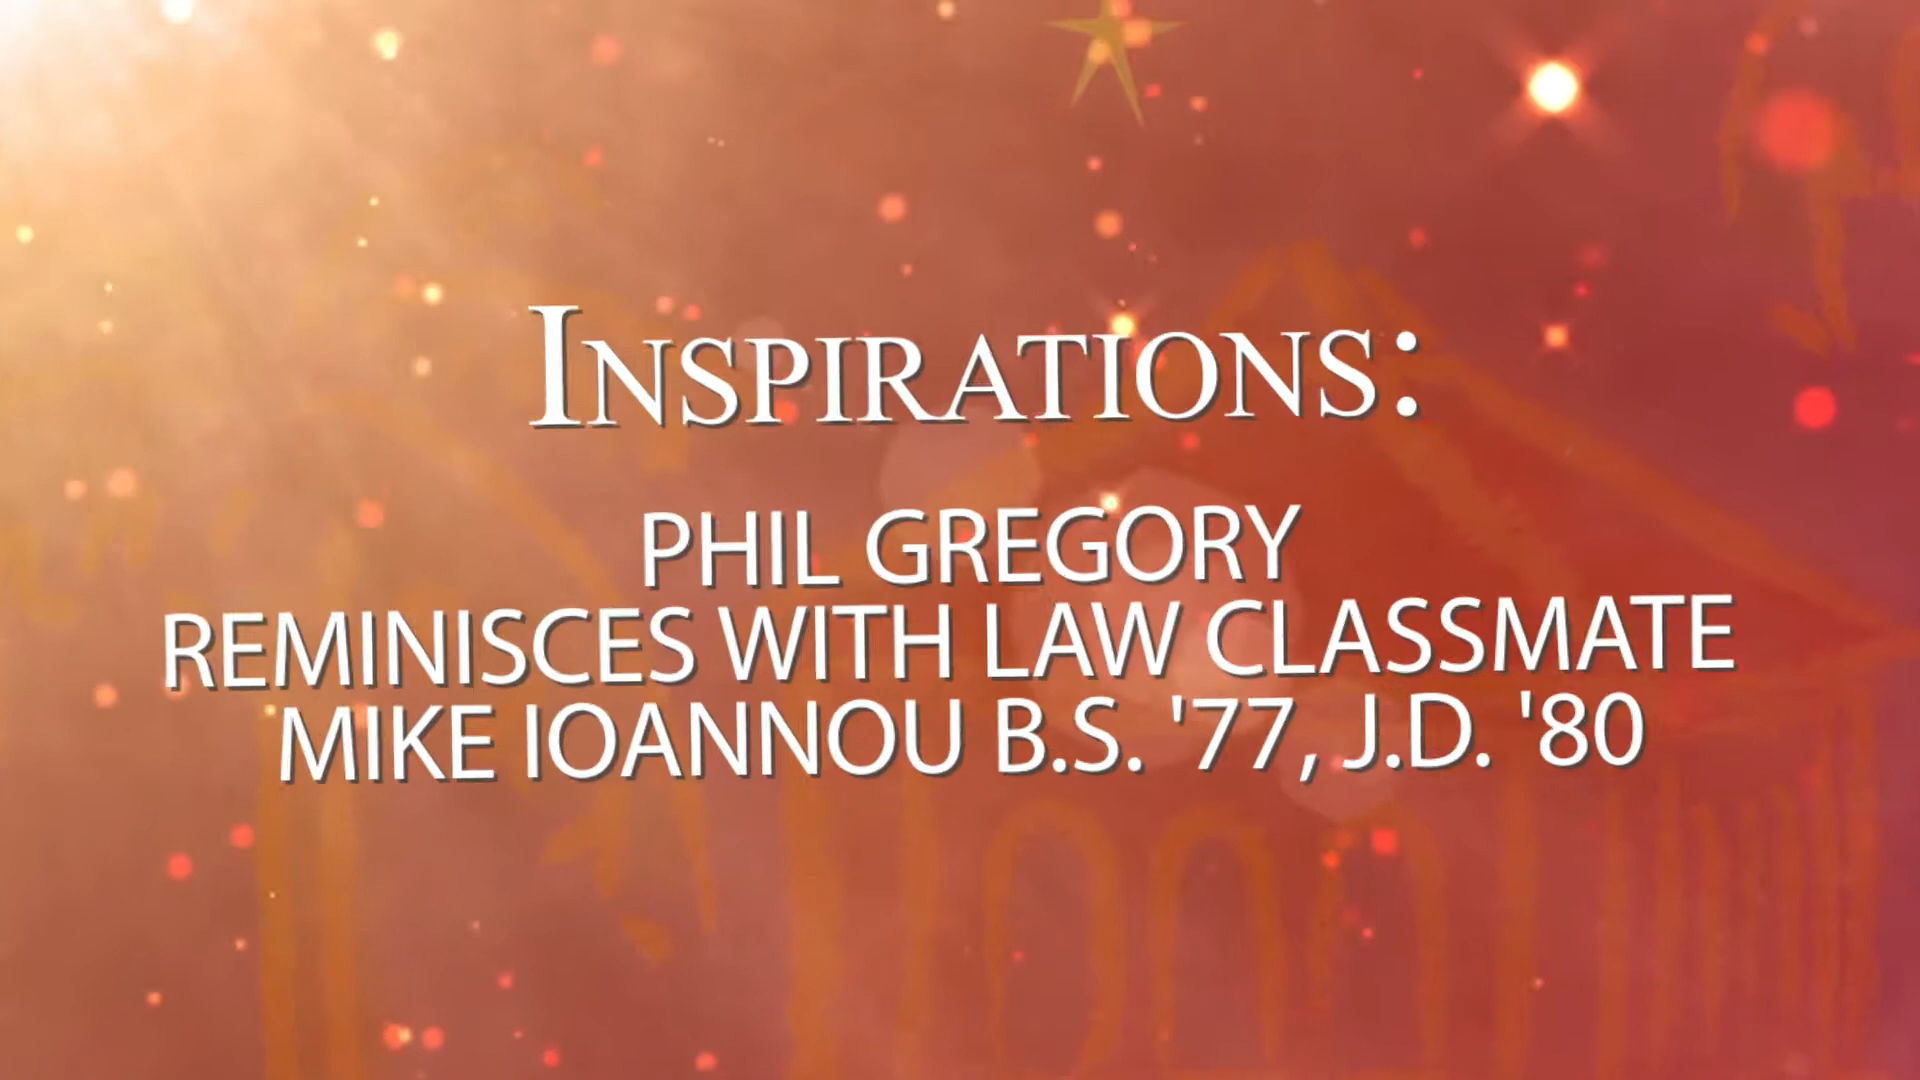 INSPIRATIONS:
PHIL GREGORY
REMINISCES WITH LAW CLASSMATE
MIKE IOANNOU B.S. '77, J.D. '80